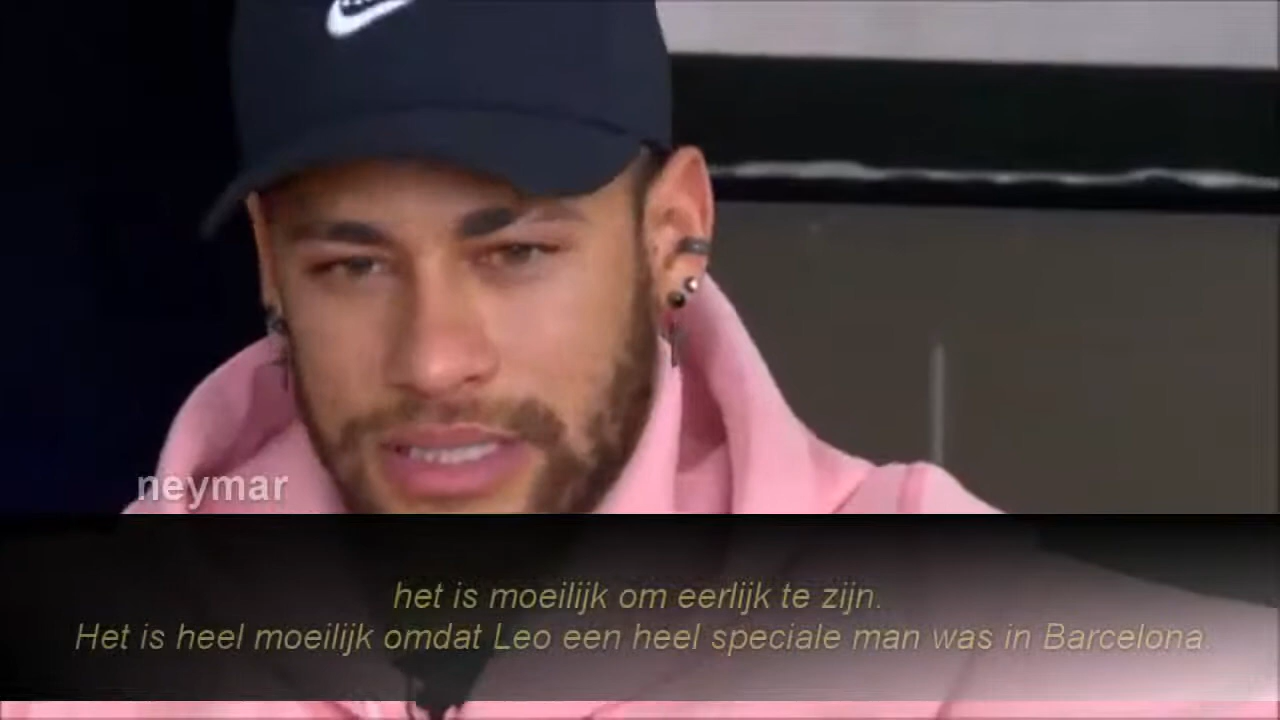 neymar
het is moeilijk om eerlijk te zijn.
Het is heel moeilijk omdat Leo een heel speciale man was in Barcelona.